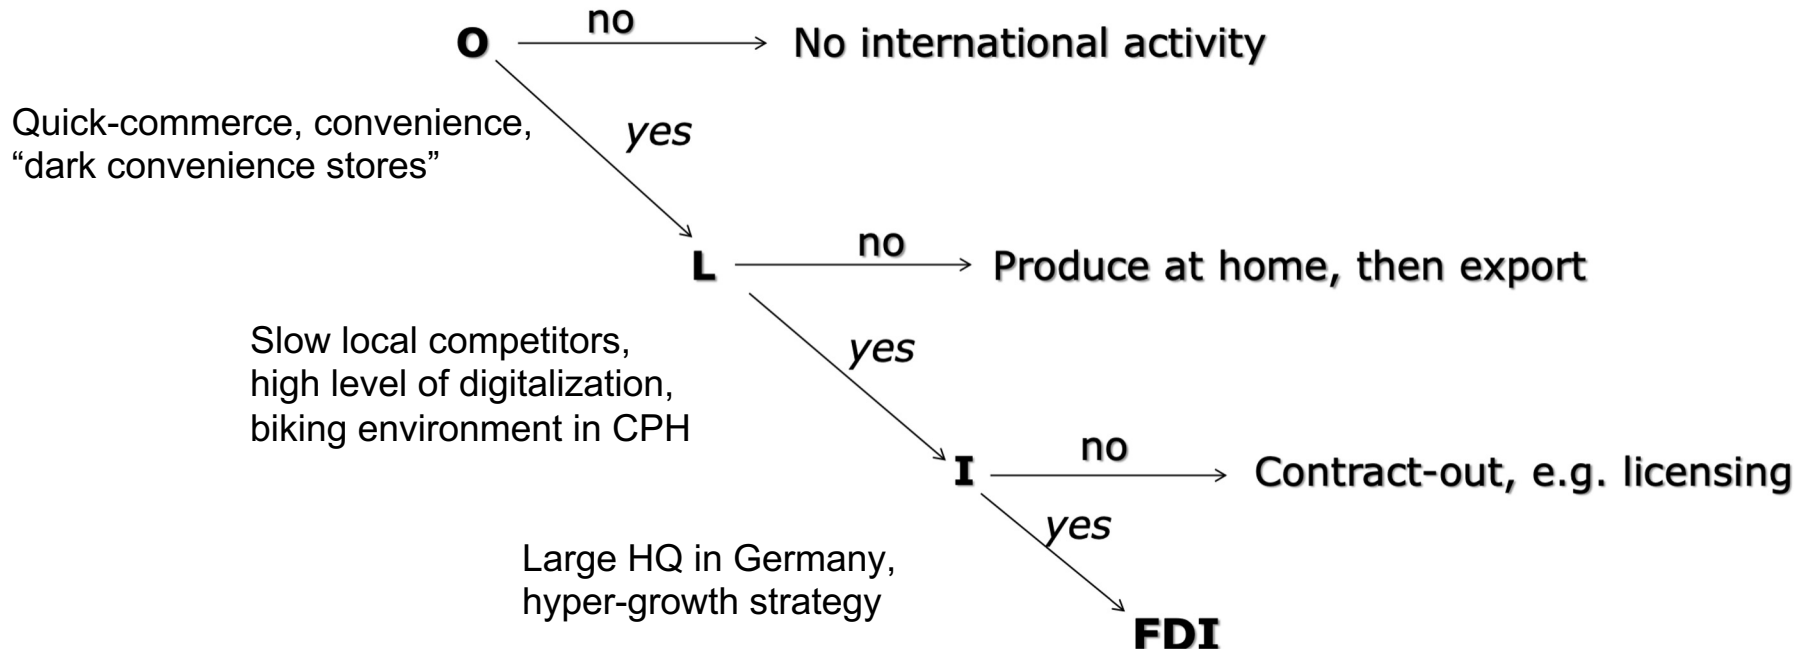 O no No international activity
Quick-commerce, convenience,
“dark convenience stores”
yes
L no Produce at home, then export
Slow local competitors,
high level of digitalization,
biking environment in CPH
yes
I no Contract-out, e.g. licensing
Large HQ in Germany,
hyper-growth strategy
yes
FDI